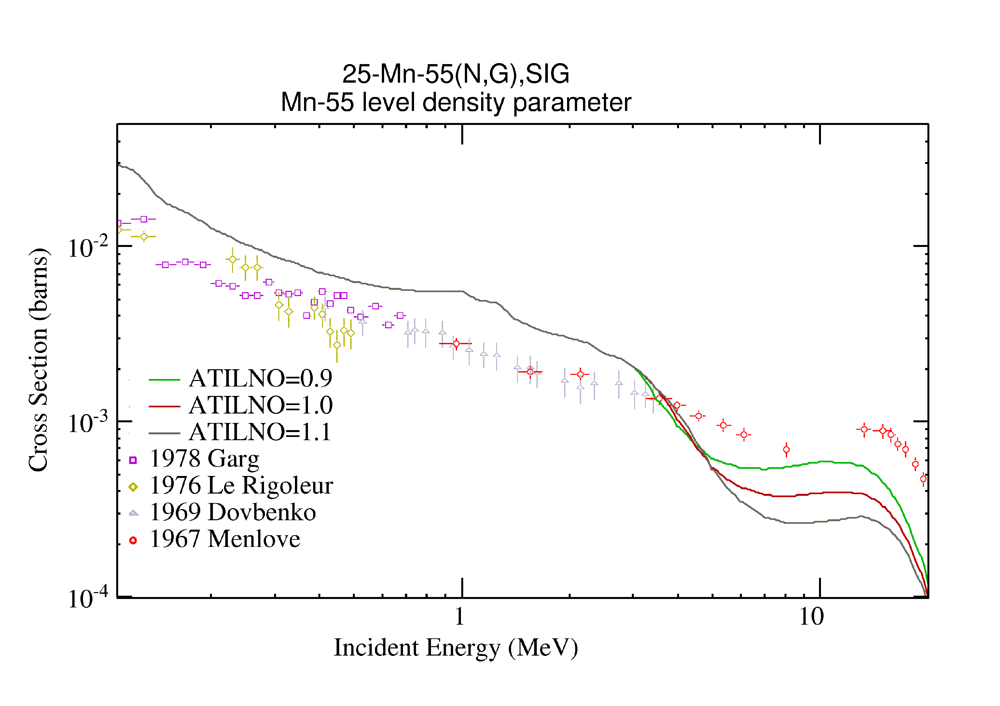 25-Mn-55(N,G),SIG
Mn-55 level density parameter
Cross Section (barns)
10-2
10-3
10-4
ATILNO=0.9
ATILNO=1.0
ATILNO=1.1
1978 Garg
1976 Le Rigoleur
1969 Dovbenko
1967 Menlove
1
10
Incident Energy (MeV)